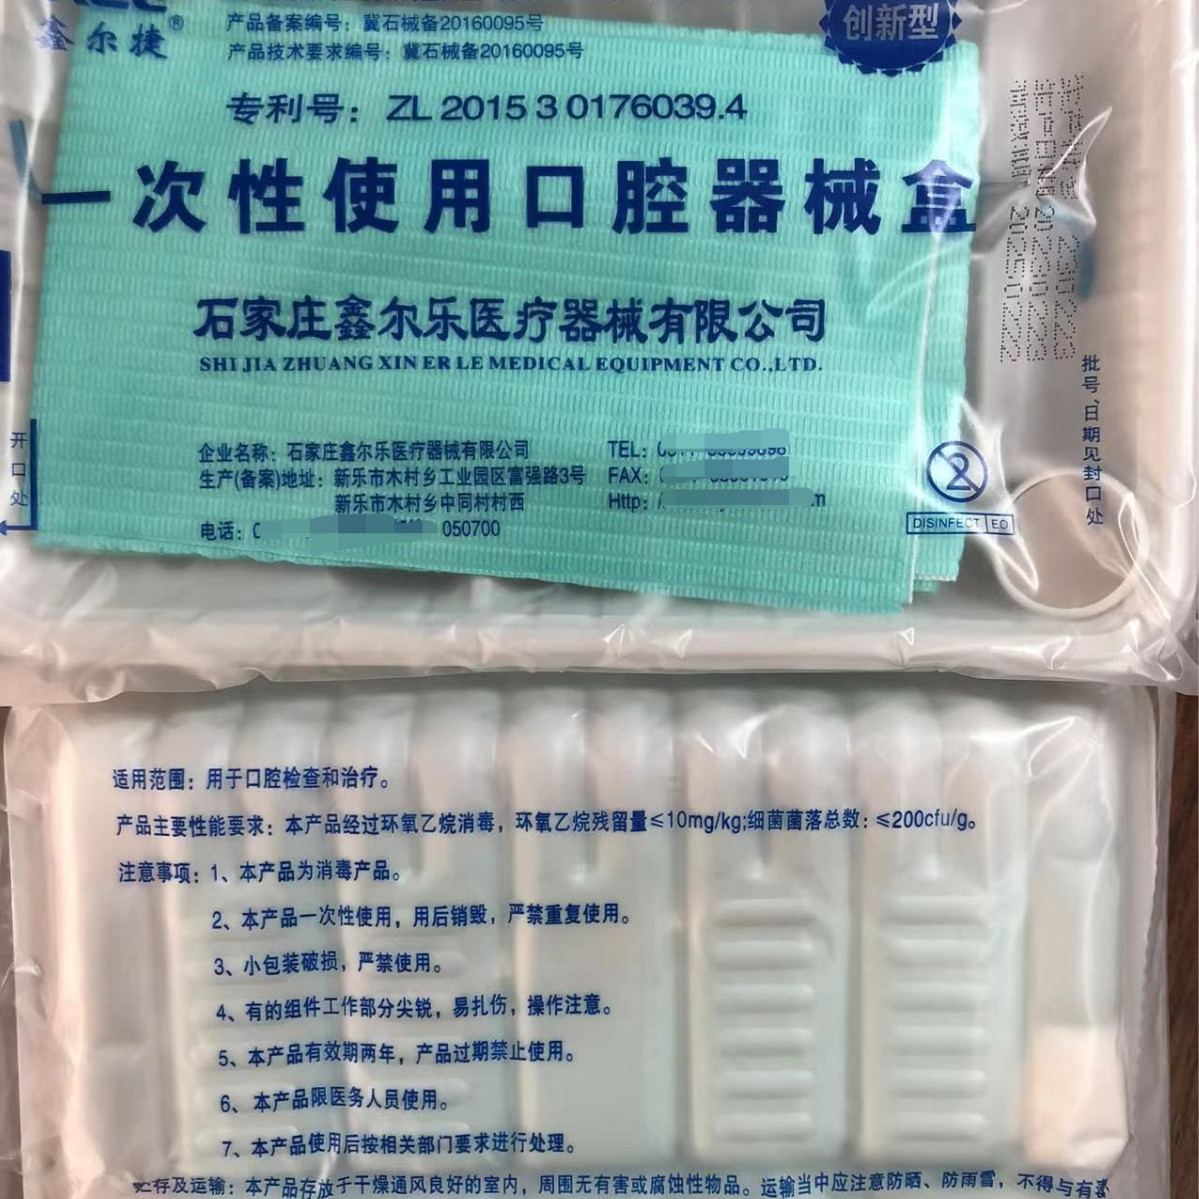 鑫尔捷®
产品备案编号：冀石械备20160095号
产品技术要求编号：冀石械备20160095号
创新型
专利号：ZL 2015 3 0176039.4
一次性使用口腔器械盒
石家庄鑫尔乐医疗器械有限公司
SHI JIA ZHUANG XIN ER LE MEDICAL EQUIPMENT CO.,LTD.
企业名称：石家庄鑫尔乐医疗器械有限公司
生产(备案)地址：新乐市木村乡工业园区富强路3号
新乐市木村乡中同村村西
电话：
050700
TEL：
FAX：
Http：
开口处
2
DISINFECT EO
批号、日期见封口处
适用范围：用于口腔检查和治疗。
产品主要性能要求：本产品经过环氧乙烷消毒，环氧乙烷残留量≤10mg/kg;细菌菌落总数：≤200cfu/g。
注意事项：1、本产品为消毒产品。
2、本产品一次性使用，用后销毁，严禁重复使用。
3、小包装破损，严禁使用。
4、有的组件工作部分尖锐，易扎伤，操作注意。
5、本产品有效期两年，产品过期禁止使用。
6、本产品限医务人员使用。
7、本产品使用后按相关部门要求进行处理。
贮存及运输：本产品存放于干燥通风良好的室内，周围无有害或腐蚀性物品。运输当中应注意防晒、防雨雪，不得与有